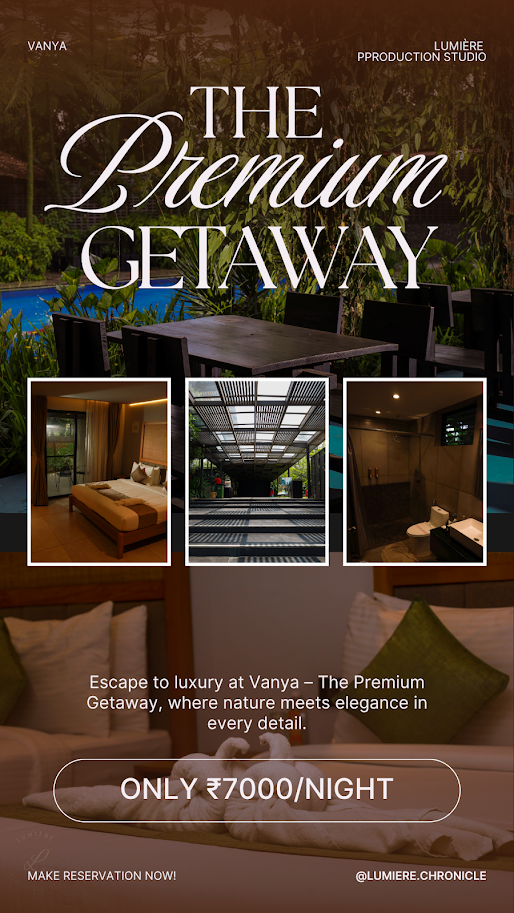 VANYA
LUMIÈRE
PPRODUCTION STUDIO
THE
Premium
GETAWAY
Escape to luxury at Vanya – The Premium
Getaway, where nature meets elegance in
every detail.
ONLY ₹7000/NIGHT
LUMIÈRE
MAKE RESERVATION NOW!
@LUMIERE.CHRONICLE